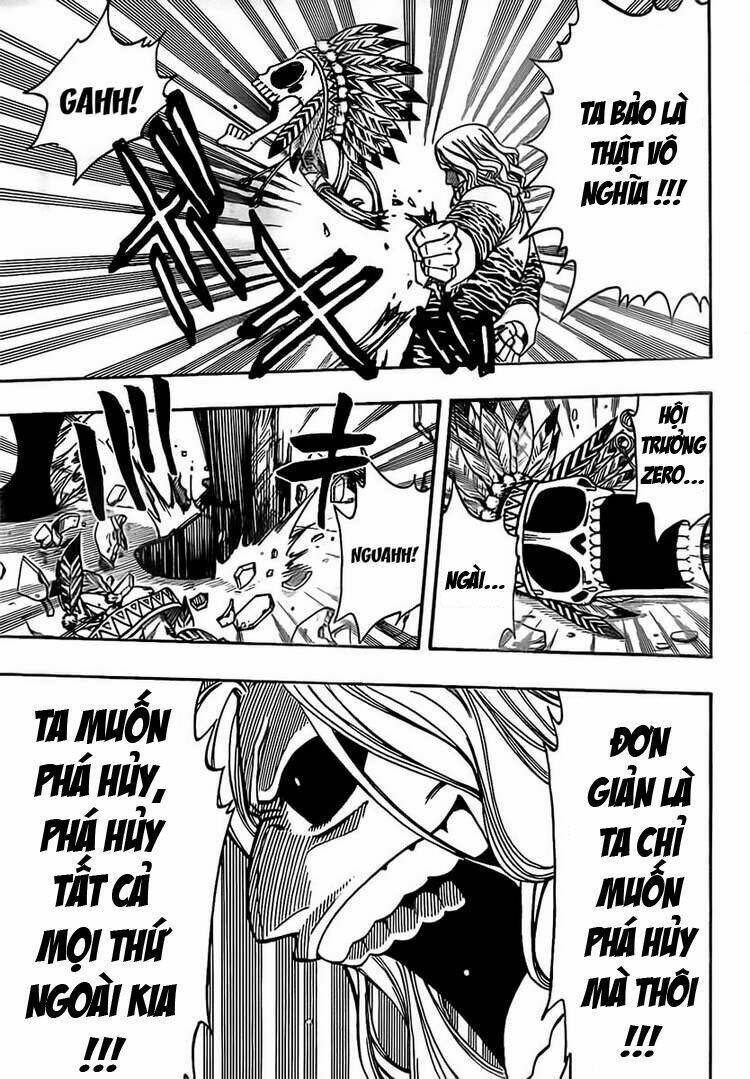 TA BẢO LÀ
THẬT VÔ
NGHĨA !!!
GAHH!
HỘI
TRƯỞNG
ZERO...
NGÀI...
NGUAHH!
ĐƠN
GIẢN LÀ
TA CHỈ
MUỐN
PHÁ HỦY
MÀ THÔI
!!!
TA MUỐN
PHÁ HỦY,
PHÁ HỦY
TẤT CẢ
MỌI THỨ
NGOÀI KIA
!!!